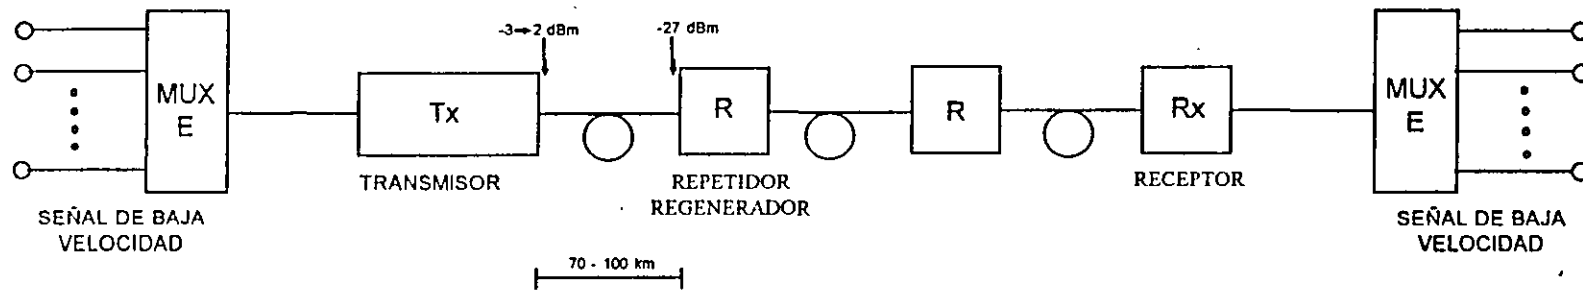 -3→2 dBm
-27 dBm
MUX
E
Tx
R
R
Rx
MUX
E
TRANSMISOR
REPETIDOR
REGENERADOR
RECEPTOR
SEÑAL DE BAJA
VELOCIDAD
SEÑAL DE BAJA
VELOCIDAD
70 - 100 km